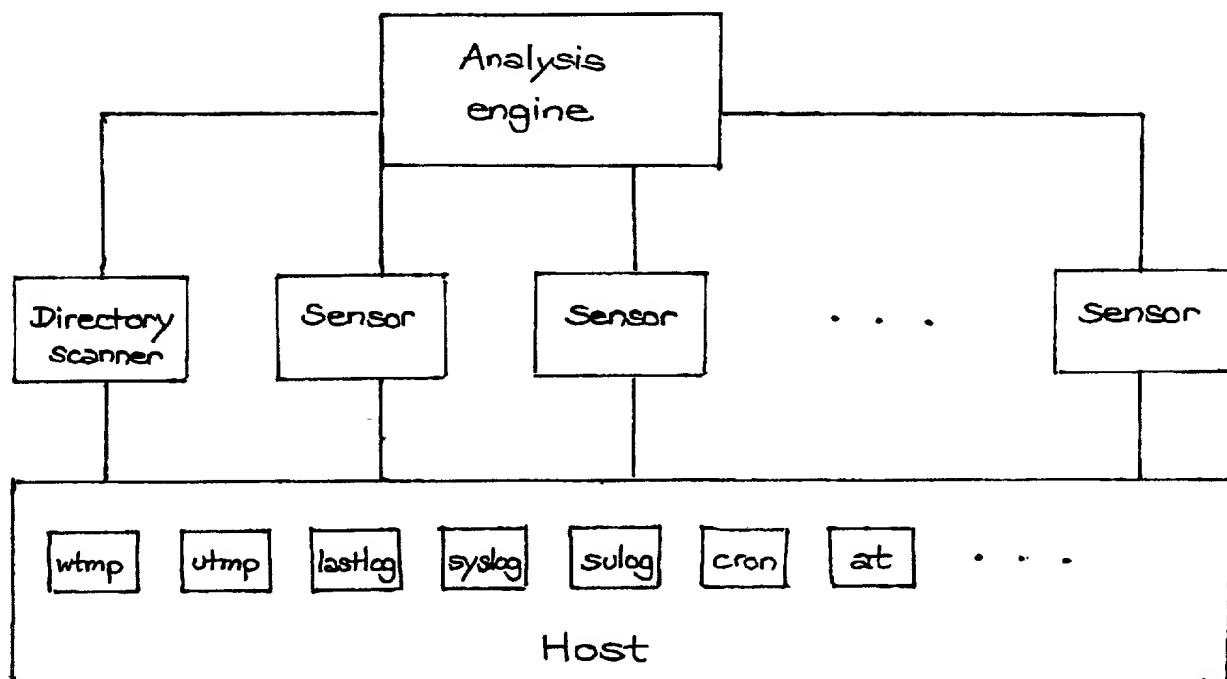 Analysis
engine
Directory
scanner
Sensor
Sensor
. . .
Sensor
wtmp
utmp
lastlog
syslog
sulog
cron
at
. . . .
Host